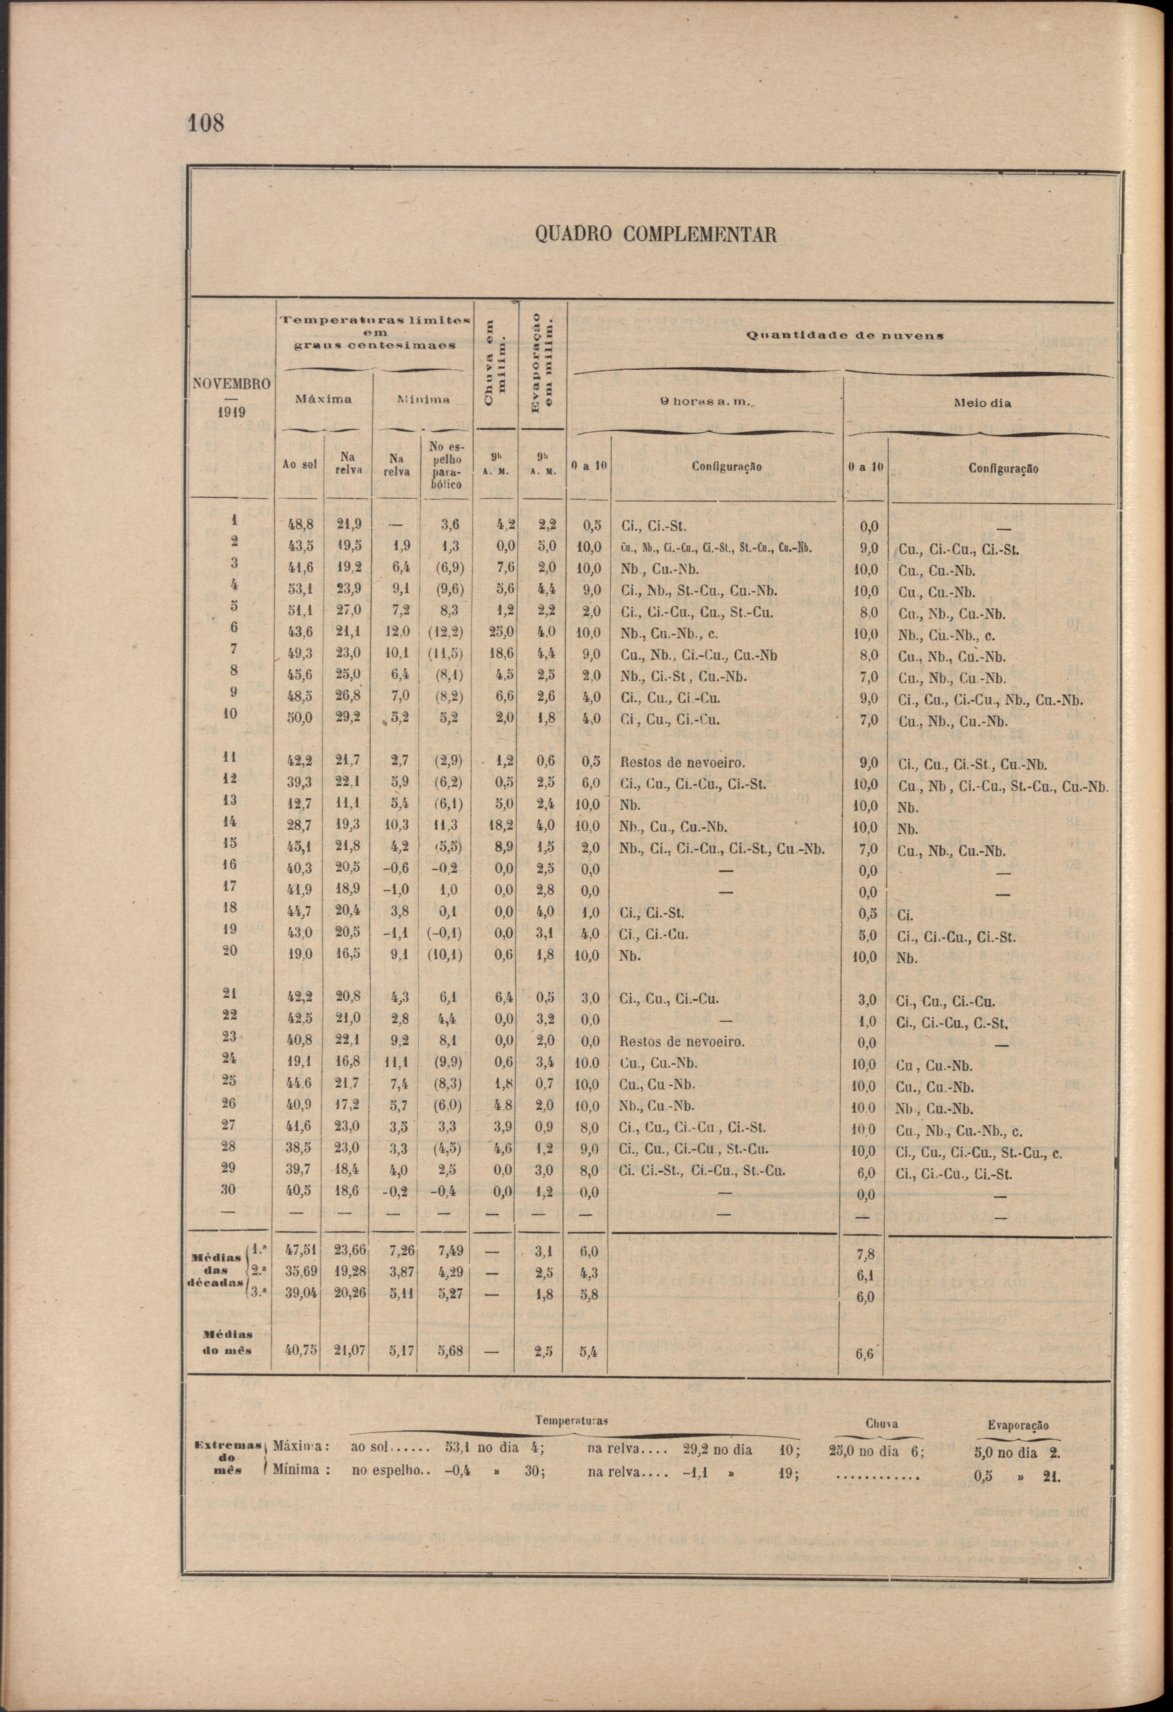 108
QUADRO COMPLEMENTAR
NOVEMBRO
—
1919
Temperaturas limites
em
graus centesimaes
Chuva em
milim.
Evaporação
em milim.
Quantidade de nuvens
Máxima Mínima 9 horas a. m. Meio dia
Ao sol Na relva Na relva No es-pelho para-bólico 9h A. M. 9h A. M. 0 a 10 Configuração 0 a 10 Configuração
1 48,8 21,9 — 3,6 4,2 2,2 0,5 Ci., Ci.-St. 0,0 —
2 43,5 19,5 1,9 1,3 0,0 5,0 10,0 Cu., Nb., Ci.-Cu., Ci.-St., St.-Cu., Cu.-Nb. 9,0 Cu., Ci.-Cu., Ci.-St.
3 41,6 19,2 6,4 (6,9) 7,6 2,0 10,0 Nb., Cu.-Nb. 10,0 Cu., Cu.-Nb.
4 53,1 23,9 9,1 (9,6) 5,6 4,4 9,0 Ci., Nb., St.-Cu., Cu.-Nb. 10,0 Cu., Cu.-Nb.
5 51,1 27,0 7,2 8,3 1,2 2,2 2,0 Ci., Ci.-Cu., Cu., St.-Cu. 8,0 Cu., Nb., Cu.-Nb.
6 43,6 21,1 12,0 (12,2) 25,0 4,0 10,0 Nb., Cu.-Nb., c. 10,0 Nb., Cu.-Nb., c.
7 49,3 23,0 10,1 (11,5) 18,6 4,4 9,0 Cu., Nb., Ci.-Cu., Cu.-Nb 8,0 Cu., Nb., Cu.-Nb.
8 45,6 25,0 6,4 (8,1) 4,5 2,5 2,0 Nb., Ci.-St., Cu.-Nb. 7,0 Cu., Nb., Cu.-Nb.
9 48,5 26,8 7,0 (8,2) 6,6 2,6 4,0 Ci., Cu., Ci.-Cu. 9,0 Ci., Cu., Ci.-Cu., Nb., Cu.-Nb.
10 50,0 29,2 5,2 5,2 2,0 1,8 4,0 Ci., Cu., Ci.-Cu. 7,0 Cu., Nb., Cu.-Nb.
11 42,2 21,7 2,7 (2,9) 1,2 0,6 0,5 Restos de nevoeiro. 9,0 Ci., Cu., Ci.-St., Cu.-Nb.
12 39,3 22,1 5,9 (6,2) 0,5 2,5 6,0 Ci., Cu., Ci.-Cu., Ci.-St. 10,0 Cu., Nb., Ci.-Cu., St.-Cu., Cu.-Nb.
13 12,7 11,1 5,4 (6,1) 5,0 2,4 10,0 Nb. 10,0 Nb.
14 28,7 19,3 10,3 11,3 18,2 4,0 10,0 Nb., Cu., Cu.-Nb. 10,0 Nb.
15 45,1 21,8 4,2 (5,5) 8,9 1,5 2,0 Nb., Ci., Ci.-Cu., Ci.-St., Cu.-Nb. 7,0 Cu., Nb., Cu.-Nb.
16 40,3 20,5 -0,6 -0,2 0,0 2,5 0,0 — 0,0 —
17 41,9 18,9 -1,0 1,0 0,0 2,8 0,0 — 0,0 —
18 44,7 20,4 3,8 0,1 0,0 4,0 1,0 Ci., Ci.-St. 0,5 Ci.
19 43,0 20,5 -1,1 (-0,1) 0,0 3,1 4,0 Ci., Ci.-Cu. 5,0 Ci., Ci.-Cu., Ci.-St.
20 19,0 16,5 9,1 (10,1) 0,6 1,8 10,0 Nb. 10,0 Nb.
21 42,2 20,8 4,3 6,1 6,4 0,5 3,0 Ci., Cu., Ci.-Cu. 3,0 Ci., Cu., Ci.-Cu.
22 42,5 21,0 2,8 4,4 0,0 3,2 0,0 — 1,0 Ci., Ci.-Cu., C.-St.
23 40,8 22,1 9,2 8,1 0,0 2,0 0,0 Restos de nevoeiro. 0,0 —
24 19,1 16,8 11,1 (9,9) 0,6 3,4 10.0 Cu., Cu.-Nb. 10,0 Cu., Cu.-Nb.
25 44,6 21,7 7,4 (8,3) 1,8 0,7 10,0 Cu., Cu.-Nb. 10,0 Cu., Cu.-Nb.
26 40,9 17,2 5,7 (6,0) 4,8 2,0 10,0 Nb., Cu.-Nb. 10,0 Nb., Cu.-Nb.
27 41,6 23,0 3,5 3,3 3,9 0,9 8,0 Ci., Cu., Ci.-Cu., Ci.-St. 10,0 Cu., Nb., Cu.-Nb., c.
28 38,5 23,0 3,3 (4,5) 4,6 1,2 9,0 Ci., Cu., Ci.-Cu., St.-Cu. 10,0 Ci., Cu., Ci.-Cu., St.-Cu., c.
29 39,7 18,4 4,0 2,5 0,0 3,0 8,0 Ci. Ci.-St., Ci.-Cu., St.-Cu. 6,0 Ci., Ci.-Cu., Ci.-St.
30 40,5 18,6 -0,2 -0,4 0,0 1,2 0,0 — 0,0 —
— — — — — — — — — — —
Médias das décadas 1.ª 47,51 23,66 7,26 7,49 — 3,1 6,0 7,8
2.ª 35,69 19,28 3,87 4,29 — 2,5 4,3 6,1
3.ª 39,04 20,26 5,11 5,27 — 1,8 5,8 6,0
Médias
do mês 40,75 21,07 5,17 5,68 — 2,5 5,4 6,6
Temperaturas Chuva Evaporação
Extremas do mês Máxima: ao sol...... 53,1 no dia 4; na relva.... 29,2 no dia 10; 25,0 no dia 6; 5,0 no dia 2.
Mínima: no espelho.. -0,4 » 30; na relva.... -1,1 » 19; ............ 0,5 » 21.